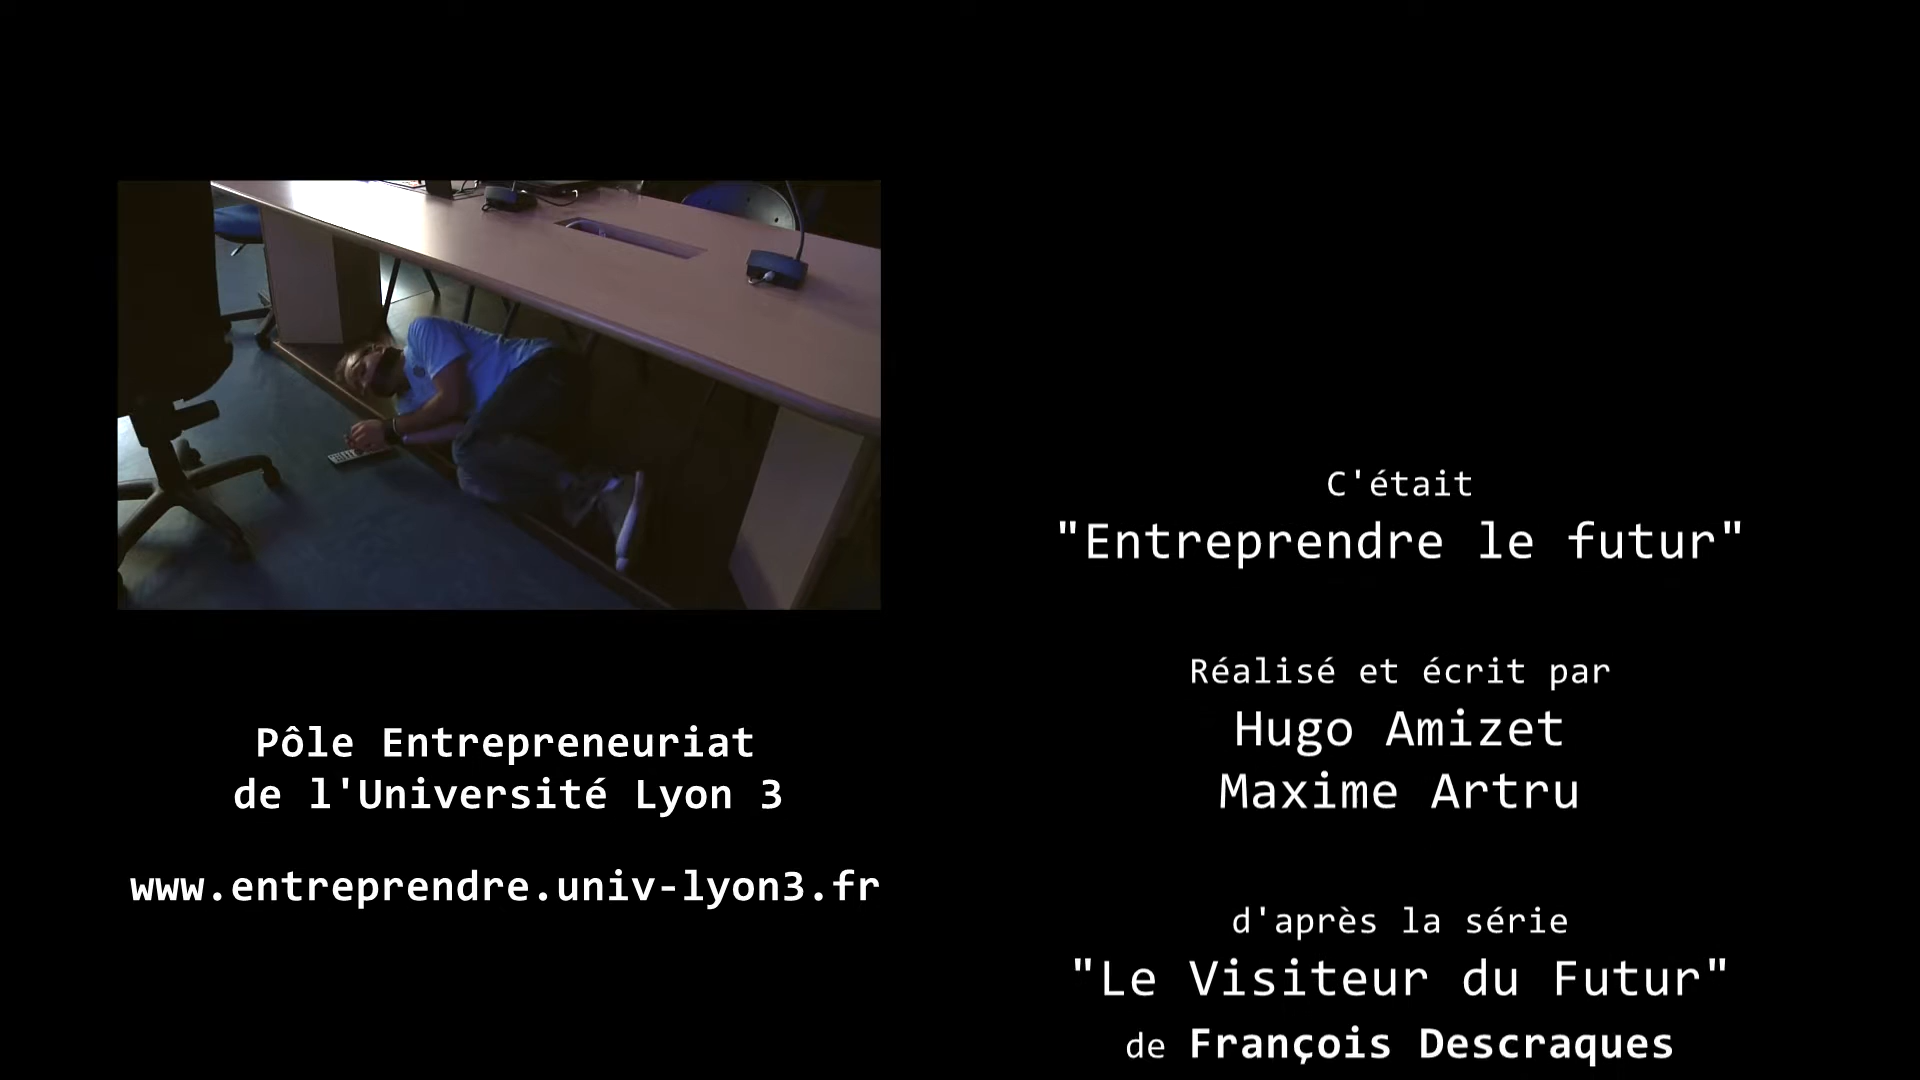 Pôle Entrepreneuriat
de l'Université Lyon 3
www.entreprendre.univ-lyon3.fr
C'était
"Entreprendre le futur"
Réalisé et écrit par
Hugo Amizet
Maxime Artru
d'après la série
"Le Visiteur du Futur"
de François Descraques